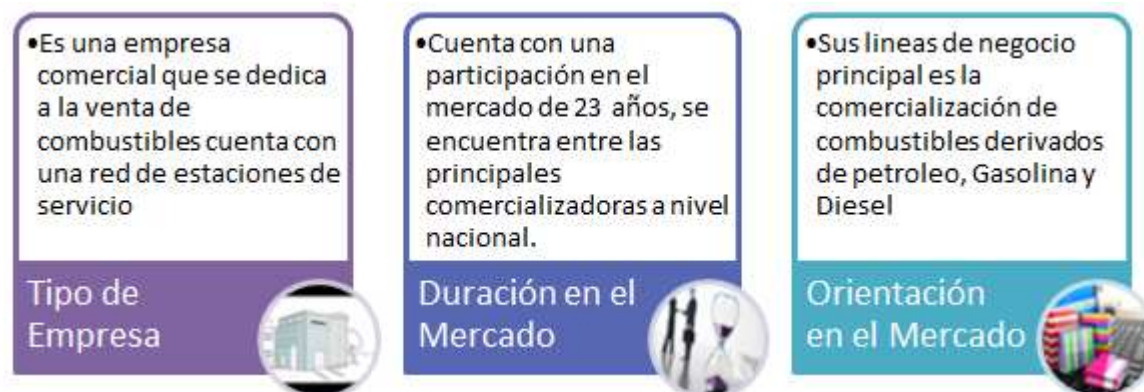 •Es una empresa
comercial que se dedica
a la venta de
combustibles cuenta con
una red de estaciones de
servicio
Tipo de
Empresa
•Cuenta con una
participación en el
mercado de 23 años, se
encuentra entre las
principales
comercializadoras a nivel
nacional.
Duración en el
Mercado
•Sus lineas de negocio
principal es la
comercialización de
combustibles derivados
de petroleo, Gasolina y
Diesel
Orientación
en el Mercado